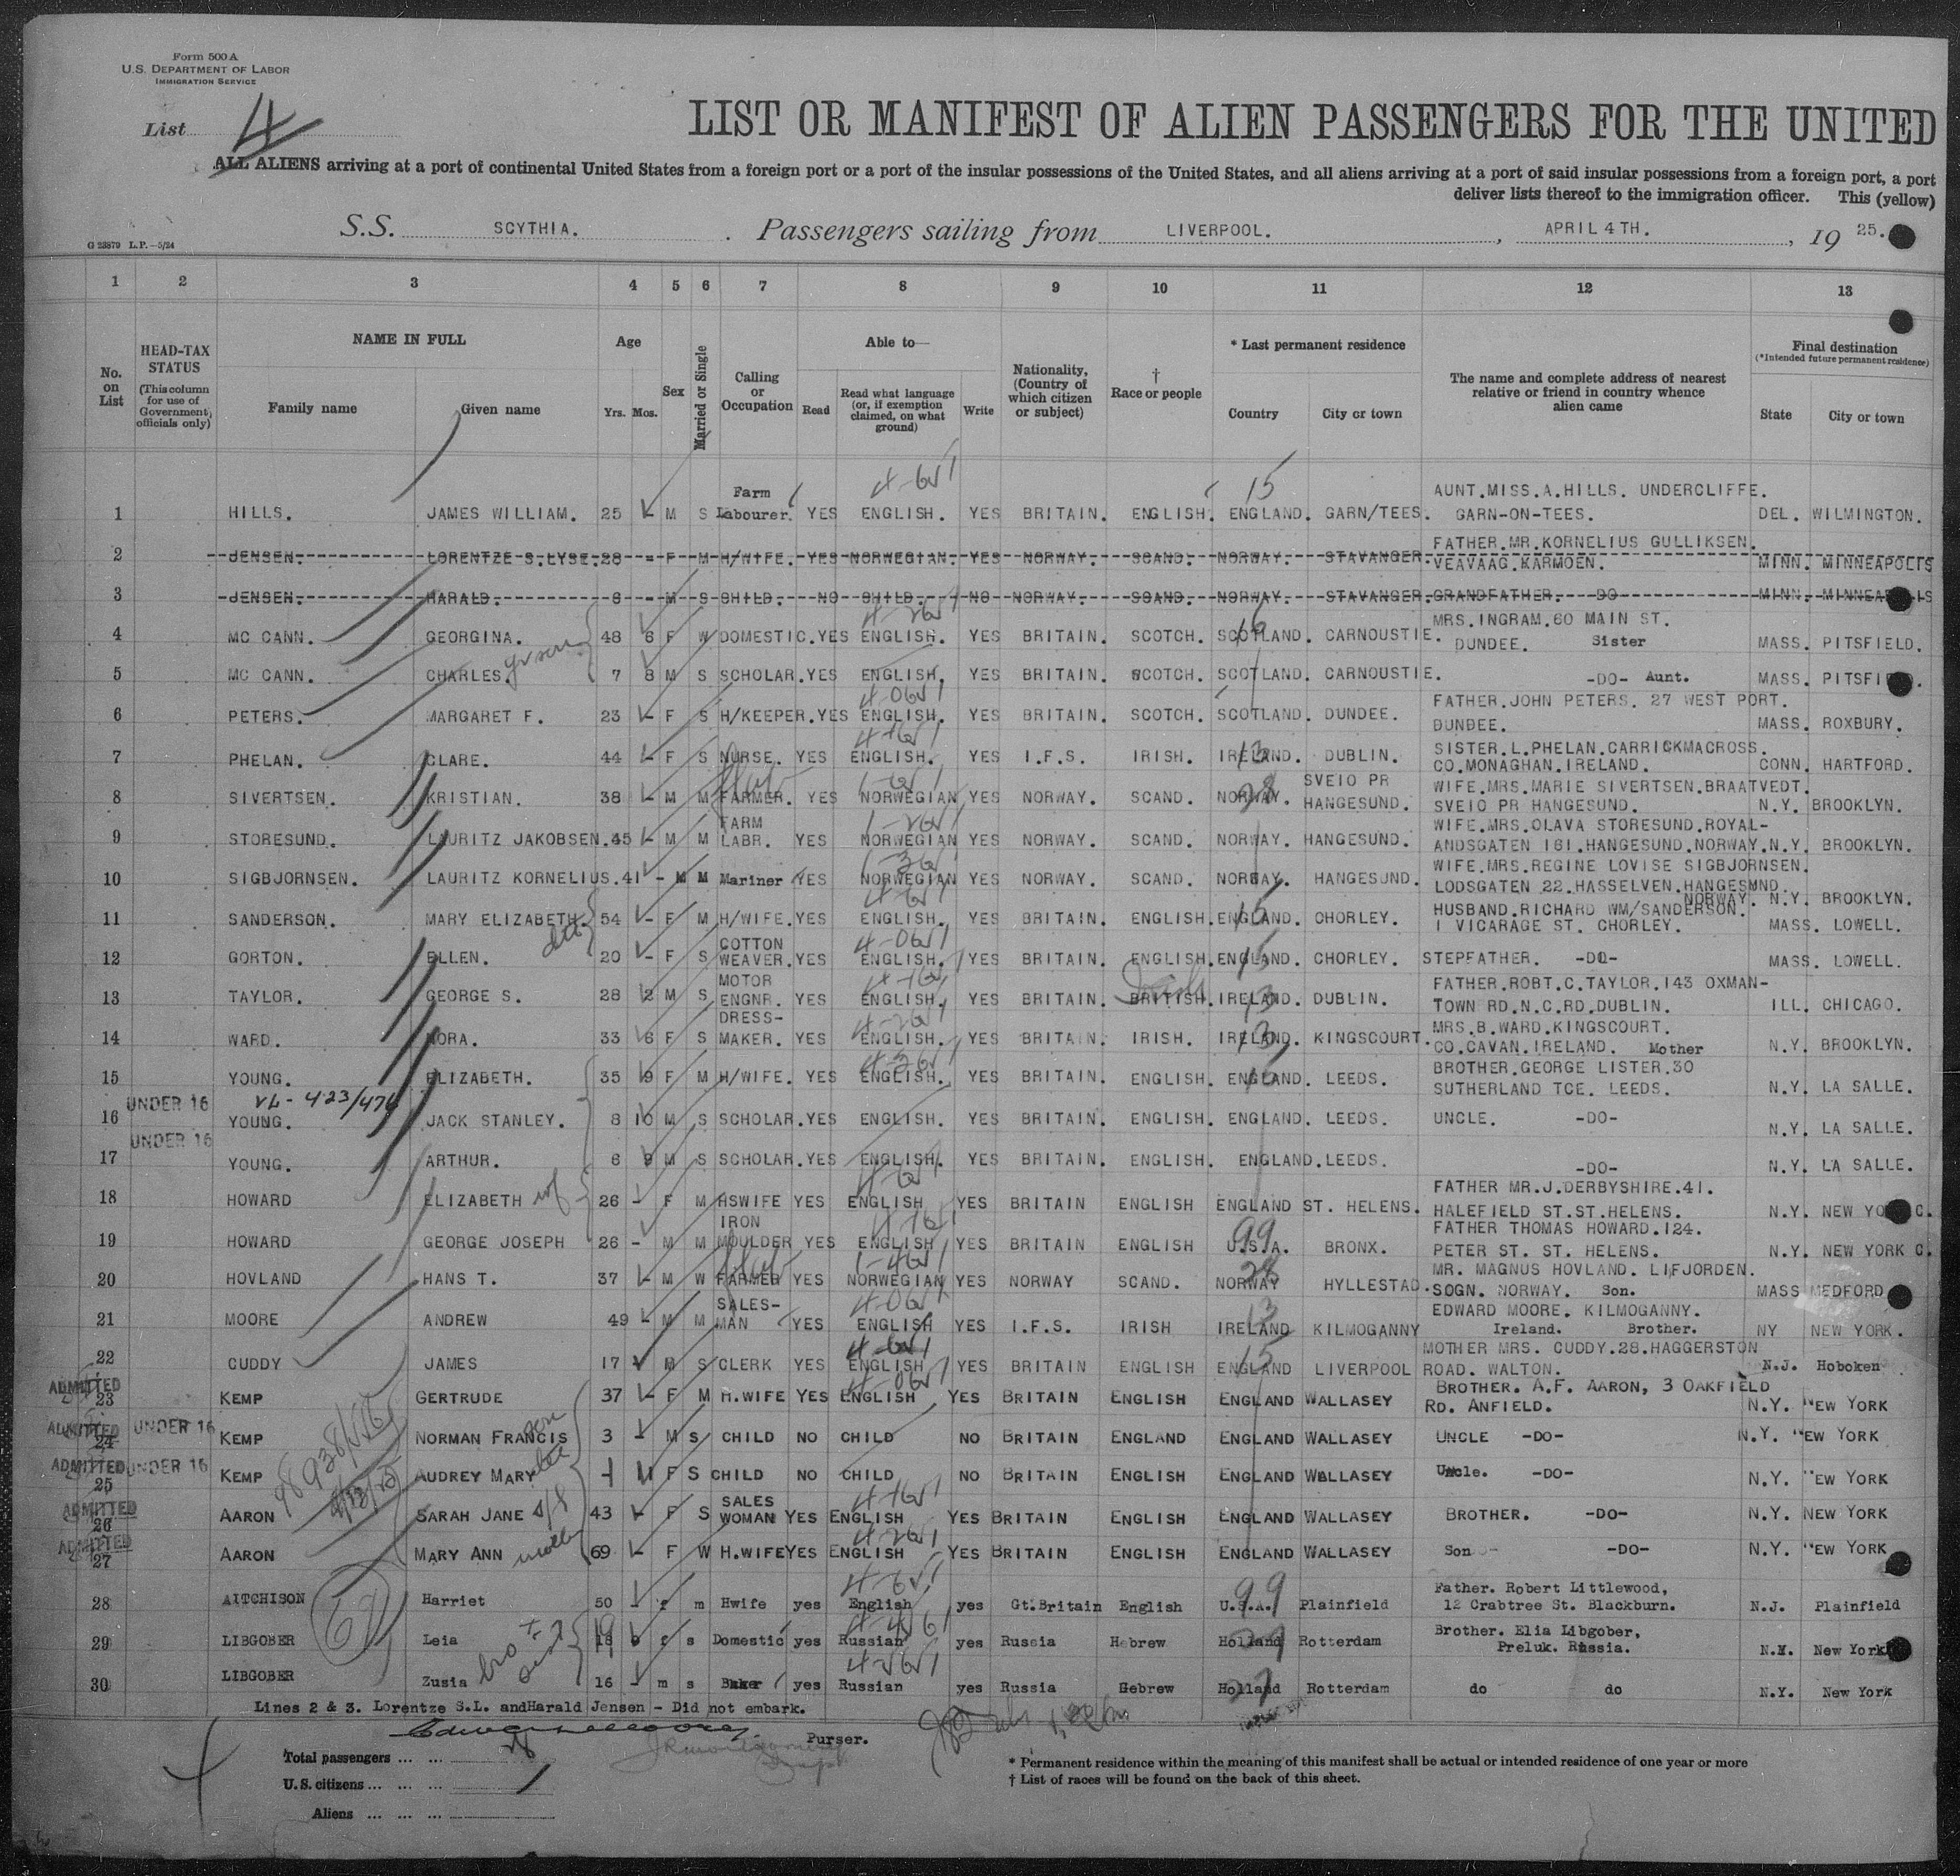 Form 500 A
U.S. DEPARTMENT OF LABOR
IMMIGRATION SERVICE
List 4
LIST OR MANIFEST OF ALIEN PASSENGERS FOR THE UNITED
ALL ALIENS arriving at a port of continental United States from a foreign port or a port of the insular possessions of the United States, and all aliens arriving at a port of said insular possessions from a foreign port, a port
deliver lists thereof to the immigration officer. This (yellow)
G 23879 L.P.—5/24
S.S. SCYTHIA. Passengers sailing from LIVERPOOL. , APRIL 4TH. , 19 25.
1 2 3 4 5 6 7 8 9 10 11 12 13
No. on List
HEAD-TAX STATUS (This column for use of Government officials only)
NAME IN FULL
Family name Given name
Age
Yrs. Mos.
Sex
Married or Single
Calling or Occupation
Able to—
Read
Read what language (or, if exemption claimed, on what ground)
Write
Nationality, (Country of which citizen or subject)
† Race or people
* Last permanent residence
Country City or town
The name and complete address of nearest relative or friend in country whence alien came
Final destination
(*Intended future permanent residence)
State City or town
1 HILLS. JAMES WILLIAM. 25 - M S Farm Labourer. YES ENGLISH. YES BRITAIN. ENGLISH. ENGLAND. GARN/TEES. AUNT.MISS.A.HILLS. UNDERCLIFFE. GARN-ON-TEES. DEL. WILMINGTON.
2 JENSEN. LORENTZE S.LYSE. 28 - F M H/WIFE. YES NORWEGIAN. YES NORWAY. SCAND. NORWAY. STAVANGER. FATHER.MR.KORNELIUS GULLIKSEN. VEAVAAG.KARMOEN. MINN. MINNEAPOLIS
3 JENSEN. HARALD. 6 - M S CHILD. NO CHILD. NO NORWAY. SCAND. NORWAY. STAVANGER. GRANDFATHER. DO MINN. MINNEAPOLIS
4 MC CANN. GEORGINA. 48 6 F W DOMESTIC. YES ENGLISH. YES BRITAIN. SCOTCH. SCOTLAND. CARNOUSTIE. MRS.INGRAM.60 MAIN ST. DUNDEE. Sister MASS. PITSFIELD.
5 MC CANN. CHARLES. 7 8 M S SCHOLAR. YES ENGLISH. YES BRITAIN. SCOTCH. SCOTLAND. CARNOUSTIE. -DO- Aunt. MASS. PITSFIELD.
6 PETERS. MARGARET F. 23 - F S H/KEEPER. YES ENGLISH. YES BRITAIN. SCOTCH. SCOTLAND. DUNDEE. FATHER.JOHN PETERS. 27 WEST PORT. DUNDEE. MASS. ROXBURY.
7 PHELAN. CLARE. 44 - F S NURSE. YES ENGLISH. YES I.F.S. IRISH. IRELAND. DUBLIN. SISTER.L.PHELAN.CARRICKMACROSS. CO.MONAGHAN.IRELAND. CONN. HARTFORD.
8 SIVERTSEN. KRISTIAN. 38 - M M FARMER. YES NORWEGIAN YES NORWAY. SCAND. NORWAY. SVEIO PR HANGESUND. WIFE.MRS.MARIE SIVERTSEN.BRAATVEDT. SVEIO PR HANGESUND. N.Y. BROOKLYN.
9 STORESUND. LAURITZ JAKOBSEN. 45 - M M FARM LABR. YES NORWEGIAN YES NORWAY. SCAND. NORWAY. HANGESUND. WIFE.MRS.OLAVA STORESUND.ROYAL-ANDSGATEN 161.HANGESUND.NORWAY. N.Y. BROOKLYN.
10 SIGBJORNSEN. LAURITZ KORNELIUS. 41 - M M Mariner YES NORWEGIAN YES NORWAY. SCAND. NORWAY. HANGESUND. WIFE.MRS.REGINE LOVISE SIGBJORNSEN. LODSGATEN 22.HASSELVEN.HANGESUND. NORWAY. N.Y. BROOKLYN.
11 SANDERSON. MARY ELIZABETH. 54 - F M H/WIFE. YES ENGLISH. YES BRITAIN. ENGLISH. ENGLAND. CHORLEY. HUSBAND.RICHARD WM/SANDERSON. 1 VICARAGE ST. CHORLEY. MASS. LOWELL.
12 GORTON. ELLEN. 20 - F S COTTON WEAVER. YES ENGLISH. YES BRITAIN. ENGLISH. ENGLAND. CHORLEY. STEPFATHER. -DO- MASS. LOWELL.
13 TAYLOR. GEORGE S. 28 2 M S MOTOR ENGNR. YES ENGLISH. YES BRITAIN. BRITISH. Irish IRELAND. DUBLIN. FATHER.ROBT.C.TAYLOR.143 OXMAN-TOWN RD.N.C.RD.DUBLIN. ILL. CHICAGO.
14 WARD. NORA. 33 6 F S DRESS-MAKER. YES ENGLISH. YES BRITAIN. IRISH. IRELAND. KINGSCOURT. MRS.B.WARD.KINGSCOURT. CO.CAVAN.IRELAND. Mother N.Y. BROOKLYN.
15 YOUNG. ELIZABETH. 35 9 F M H/WIFE. YES ENGLISH. YES BRITAIN. ENGLISH. ENGLAND. LEEDS. BROTHER.GEORGE LISTER.30 SUTHERLAND TCE. LEEDS. N.Y. LA SALLE.
16 UNDER 16 YOUNG. JACK STANLEY. 8 10 M S SCHOLAR. YES ENGLISH. YES BRITAIN. ENGLISH. ENGLAND. LEEDS. UNCLE. -DO- N.Y. LA SALLE.
17 UNDER 16 YOUNG. ARTHUR. 6 9 M S SCHOLAR. YES ENGLISH. YES BRITAIN. ENGLISH. ENGLAND. LEEDS. -DO- N.Y. LA SALLE.
18 HOWARD ELIZABETH wf 26 - F M HSWIFE YES ENGLISH YES BRITAIN ENGLISH ENGLAND ST. HELENS. FATHER MR.J.DERBYSHIRE.41. HALEFIELD ST.ST.HELENS. N.Y. NEW YORK C.
19 HOWARD GEORGE JOSEPH 26 - M M IRON MOULDER YES ENGLISH YES BRITAIN ENGLISH U.S.A. 99 BRONX. FATHER THOMAS HOWARD.124. PETER ST. ST. HELENS. N.Y. NEW YORK C.
20 HOVLAND HANS T. 37 - M W FARMER YES NORWEGIAN YES NORWAY SCAND. NORWAY HYLLESTAD. MR. MAGNUS HOVLAND. LIFJORDEN. SOGN. NORWAY. Son. MASS MEDFORD
21 MOORE ANDREW 49 - M M SALES-MAN YES ENGLISH YES I.F.S. IRISH IRELAND KILMOGANNY EDWARD MOORE. KILMOGANNY. Ireland. Brother. NY NEW YORK.
22 CUDDY JAMES 17 M S CLERK YES ENGLISH YES BRITAIN ENGLISH ENGLAND LIVERPOOL MOTHER MRS. CUDDY.28.HAGGERSTON ROAD. WALTON. N.J. Hoboken
ADMITTED 23 KEMP GERTRUDE 37 - F M H.WIFE YES ENGLISH YES BRITAIN ENGLISH ENGLAND WALLASEY BROTHER. A.F. AARON, 3 OAKFIELD RD. ANFIELD. N.Y. NEW YORK
ADMITTED 24 UNDER 16 KEMP NORMAN FRANCIS son 3 - M S CHILD NO CHILD NO BRITAIN ENGLAND ENGLAND WALLASEY UNCLE -DO- N.Y. NEW YORK
ADMITTED 25 UNDER 16 KEMP AUDREY MARY 11 F S CHILD NO CHILD NO BRITAIN ENGLISH ENGLAND WALLASEY Uncle. -DO- N.Y. NEW YORK
ADMITTED 26 AARON SARAH JANE 43 - F S SALES WOMAN YES ENGLISH YES BRITAIN ENGLISH ENGLAND WALLASEY BROTHER. -DO- N.Y. NEW YORK
ADMITTED 27 AARON MARY ANN 69 - F W H.WIFE YES ENGLISH YES BRITAIN ENGLISH ENGLAND WALLASEY Son -DO- N.Y. NEW YORK
28 AITCHISON Harriet 50 - f m Hwife yes English yes Gt.Britain English U.S.A. 99 Plainfield Father. Robert Littlewood, 12 Crabtree St. Blackburn. N.J. Plainfield
29 LIBGOBER Leia 18 f s Domestic yes Russian yes Russia Hebrew Holland Rotterdam Brother. Elia Libgober, Preluk. Russia. N.Y. New York
30 LIBGOBER Zusia 16 - m s Baker yes Russian yes Russia Hebrew Holland Rotterdam do do N.Y. New York
Lines 2 & 3. Lorentze S.L. andHarald Jensen - Did not embark.
Purser.
Total passengers ... ...
U.S. citizens ... ... ...
Aliens ... ... ...
* Permanent residence within the meaning of this manifest shall be actual or intended residence of one year or more
† List of races will be found on the back of this sheet.